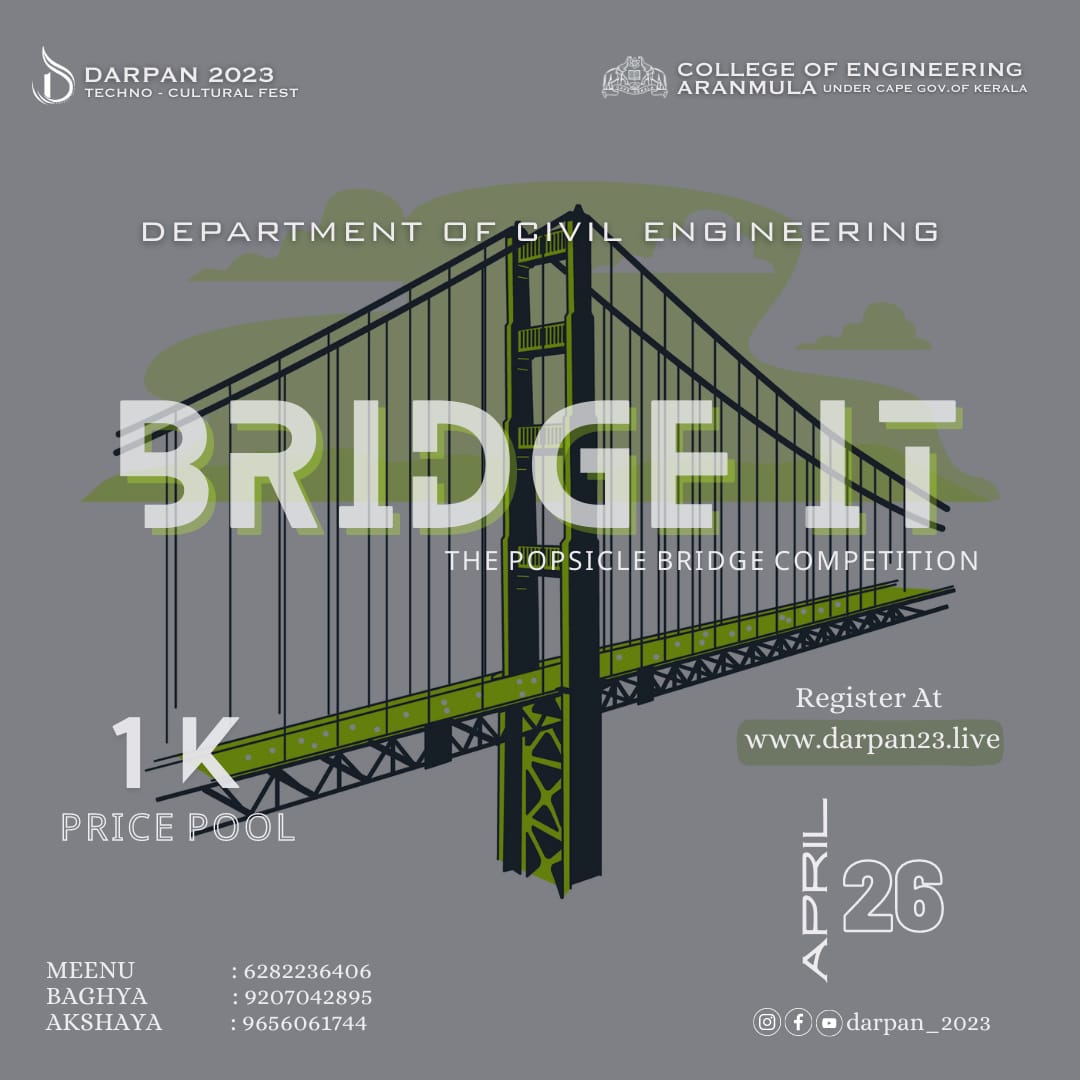 DARPAN 2023
TECHNO - CULTURAL FEST
COLLEGE OF ENGINEERING
ARANMULA UNDER CAPE GOV.OF KERALA
DEPARTMENT OF CIVIL ENGINEERING
BRIDGE IT
THE POPSICLE BRIDGE COMPETITION
1K
PRICE POOL
Register At
www.darpan23.live
APRIL 26
MEENU : 6282236406
BAGHYA : 9207042895
AKSHAYA : 9656061744
darpan_2023